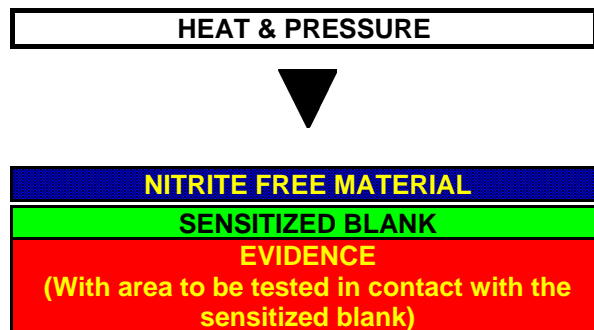 HEAT & PRESSURE
NITRITE FREE MATERIAL
SENSITIZED BLANK
EVIDENCE
(With area to be tested in contact with the
sensitized blank)